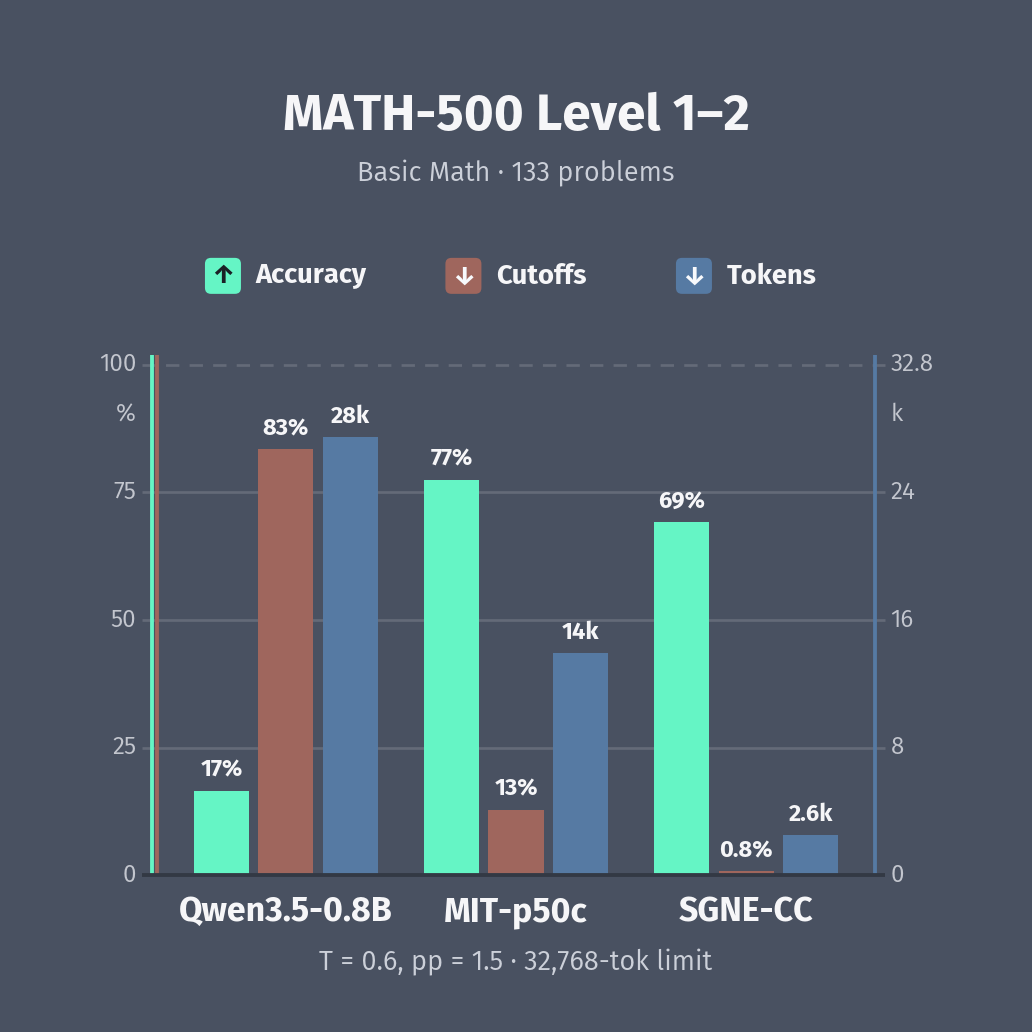 MATH-500 Level 1–2
Basic Math · 133 problems
↑ Accuracy ↓ Cutoffs ↓ Tokens
100 32.8
% k
28k
83%
77%
75 24
69%
50 16
14k
25 8
17%
13%
2.6k
0.8%
0 0
Qwen3.5-0.8B MIT-p50c SGNE-CC
T = 0.6, pp = 1.5 · 32,768-tok limit